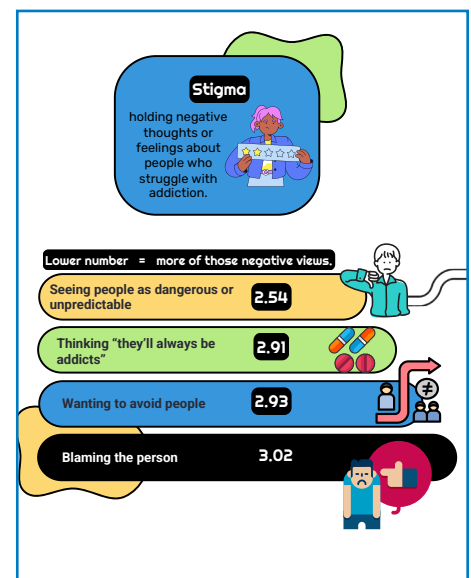 Stigma
holding negative
thoughts or
feelings about
people who
struggle with
addiction.
Lower number = more of those negative views.
Seeing people as dangerous or
unpredictable
2.54
Thinking “they’ll always be
addicts”
2.91
Wanting to avoid people
2.93
Blaming the person
3.02